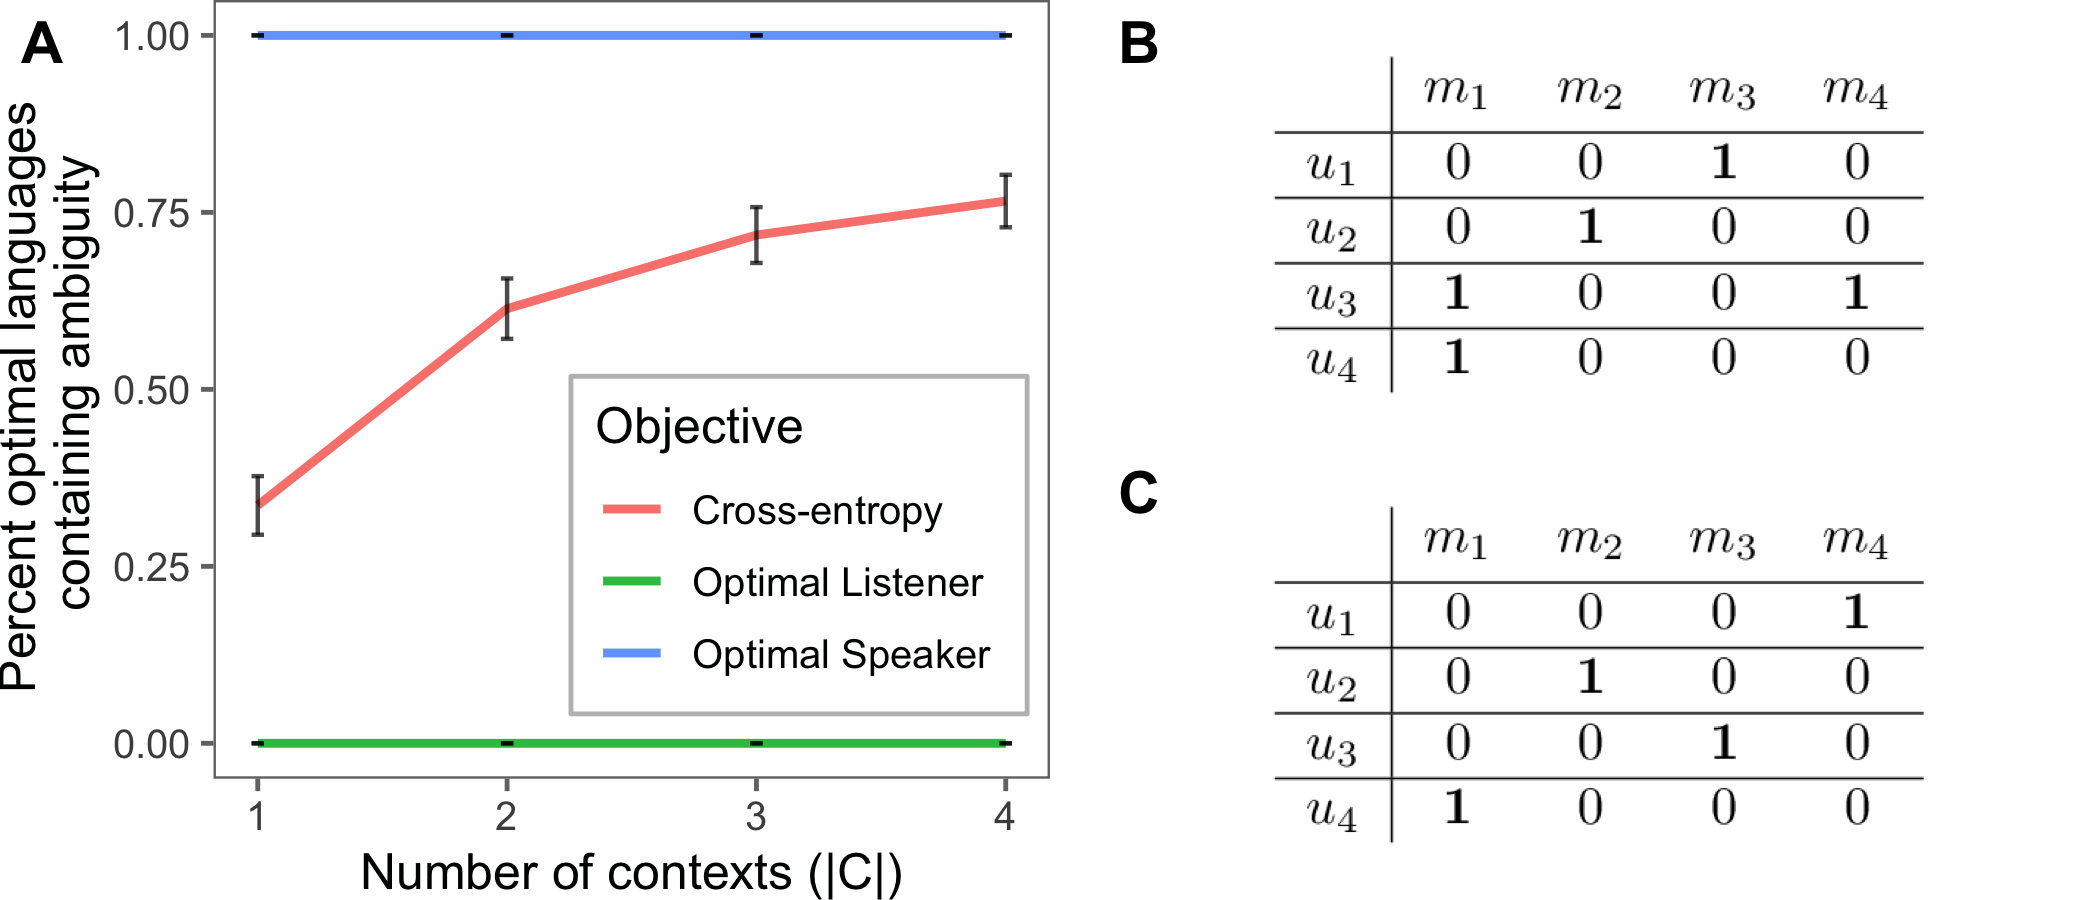 A
Percent optimal languages
containing ambiguity
1.00
0.75
0.50
0.25
0.00
1 2 3 4
Number of contexts (|C|)
Objective
Cross-entropy
Optimal Listener
Optimal Speaker
B
m₁ m₂ m₃ m₄
u₁ 0 0 1 0
u₂ 0 1 0 0
u₃ 1 0 0 1
u₄ 1 0 0 0
C
m₁ m₂ m₃ m₄
u₁ 0 0 0 1
u₂ 0 1 0 0
u₃ 0 0 1 0
u₄ 1 0 0 0